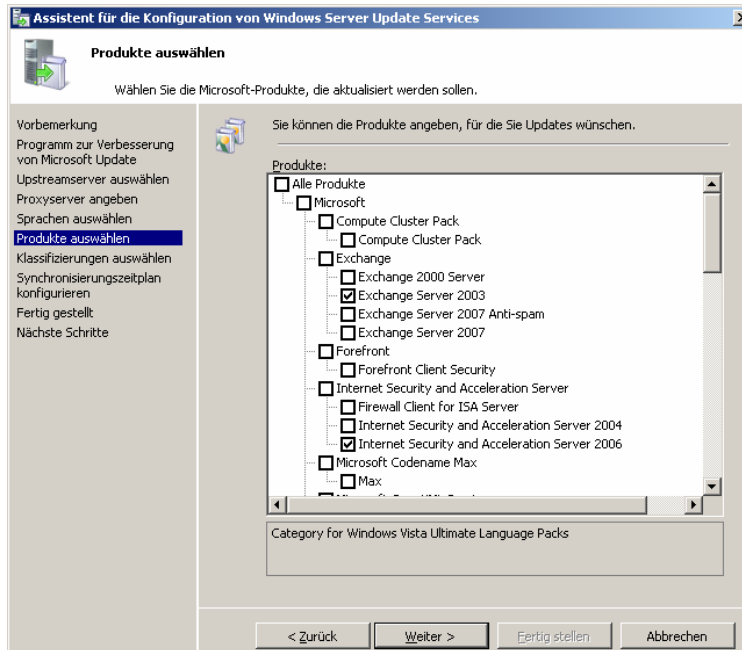 Assistent für die Konfiguration von Windows Server Update Services
Produkte auswählen
Wählen Sie die Microsoft-Produkte, die aktualisiert werden sollen.
Vorbemerkung
Programm zur Verbesserung
von Microsoft Update
Upstreamserver auswählen
Proxyserver angeben
Sprachen auswählen
Produkte auswählen
Klassifizierungen auswählen
Synchronisierungszeitplan
konfigurieren
Fertig gestellt
Nächste Schritte
Sie können die Produkte angeben, für die Sie Updates wünschen.
Produkte:
Alle Produkte
Microsoft
Compute Cluster Pack
Compute Cluster Pack
Exchange
Exchange 2000 Server
Exchange Server 2003
Exchange Server 2007 Anti-spam
Exchange Server 2007
Forefront
Forefront Client Security
Internet Security and Acceleration Server
Firewall Client for ISA Server
Internet Security and Acceleration Server 2004
Internet Security and Acceleration Server 2006
Microsoft Codename Max
Max
Category for Windows Vista Ultimate Language Packs
< Zurück
Weiter >
Fertig stellen
Abbrechen